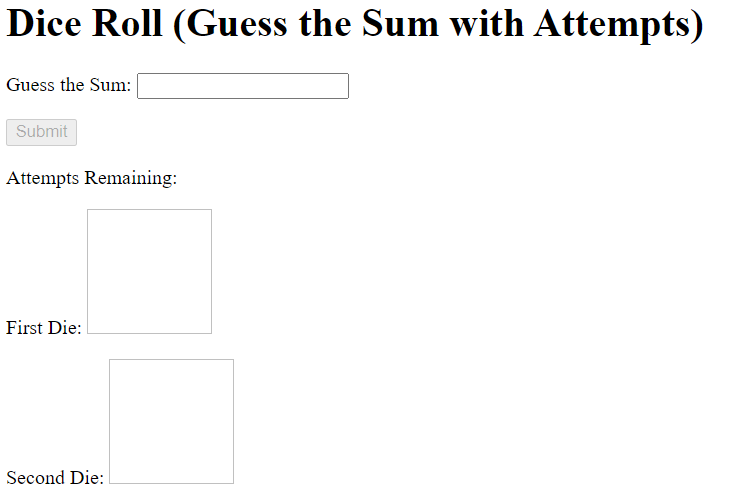 Dice Roll (Guess the Sum with Attempts)
Guess the Sum:
Submit
Attempts Remaining:
First Die:
Second Die: